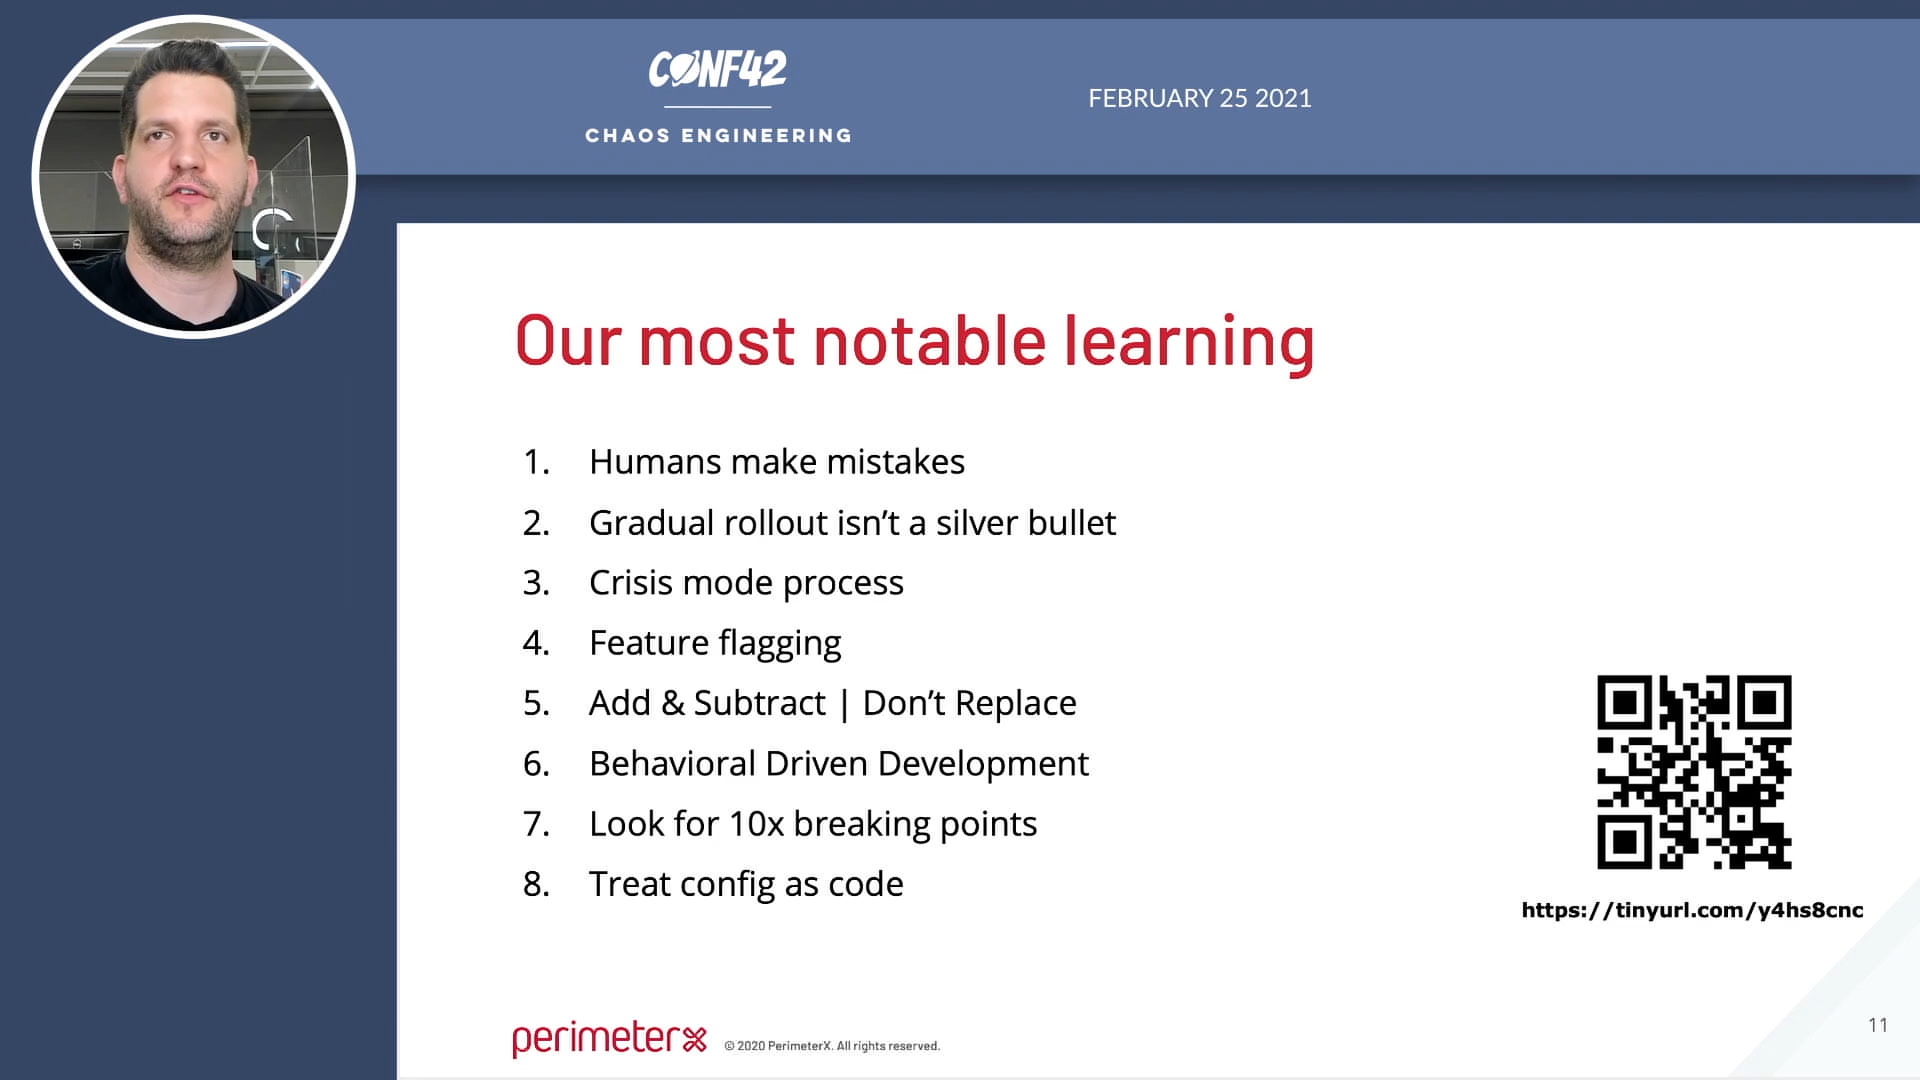 CONF42
CHAOS ENGINEERING
FEBRUARY 25 2021
Our most notable learning
1. Humans make mistakes
2. Gradual rollout isn’t a silver bullet
3. Crisis mode process
4. Feature flagging
5. Add & Subtract | Don’t Replace
6. Behavioral Driven Development
7. Look for 10x breaking points
8. Treat config as code
https://tinyurl.com/y4hs8cnc
perimeterx © 2020 PerimeterX. All rights reserved.
11